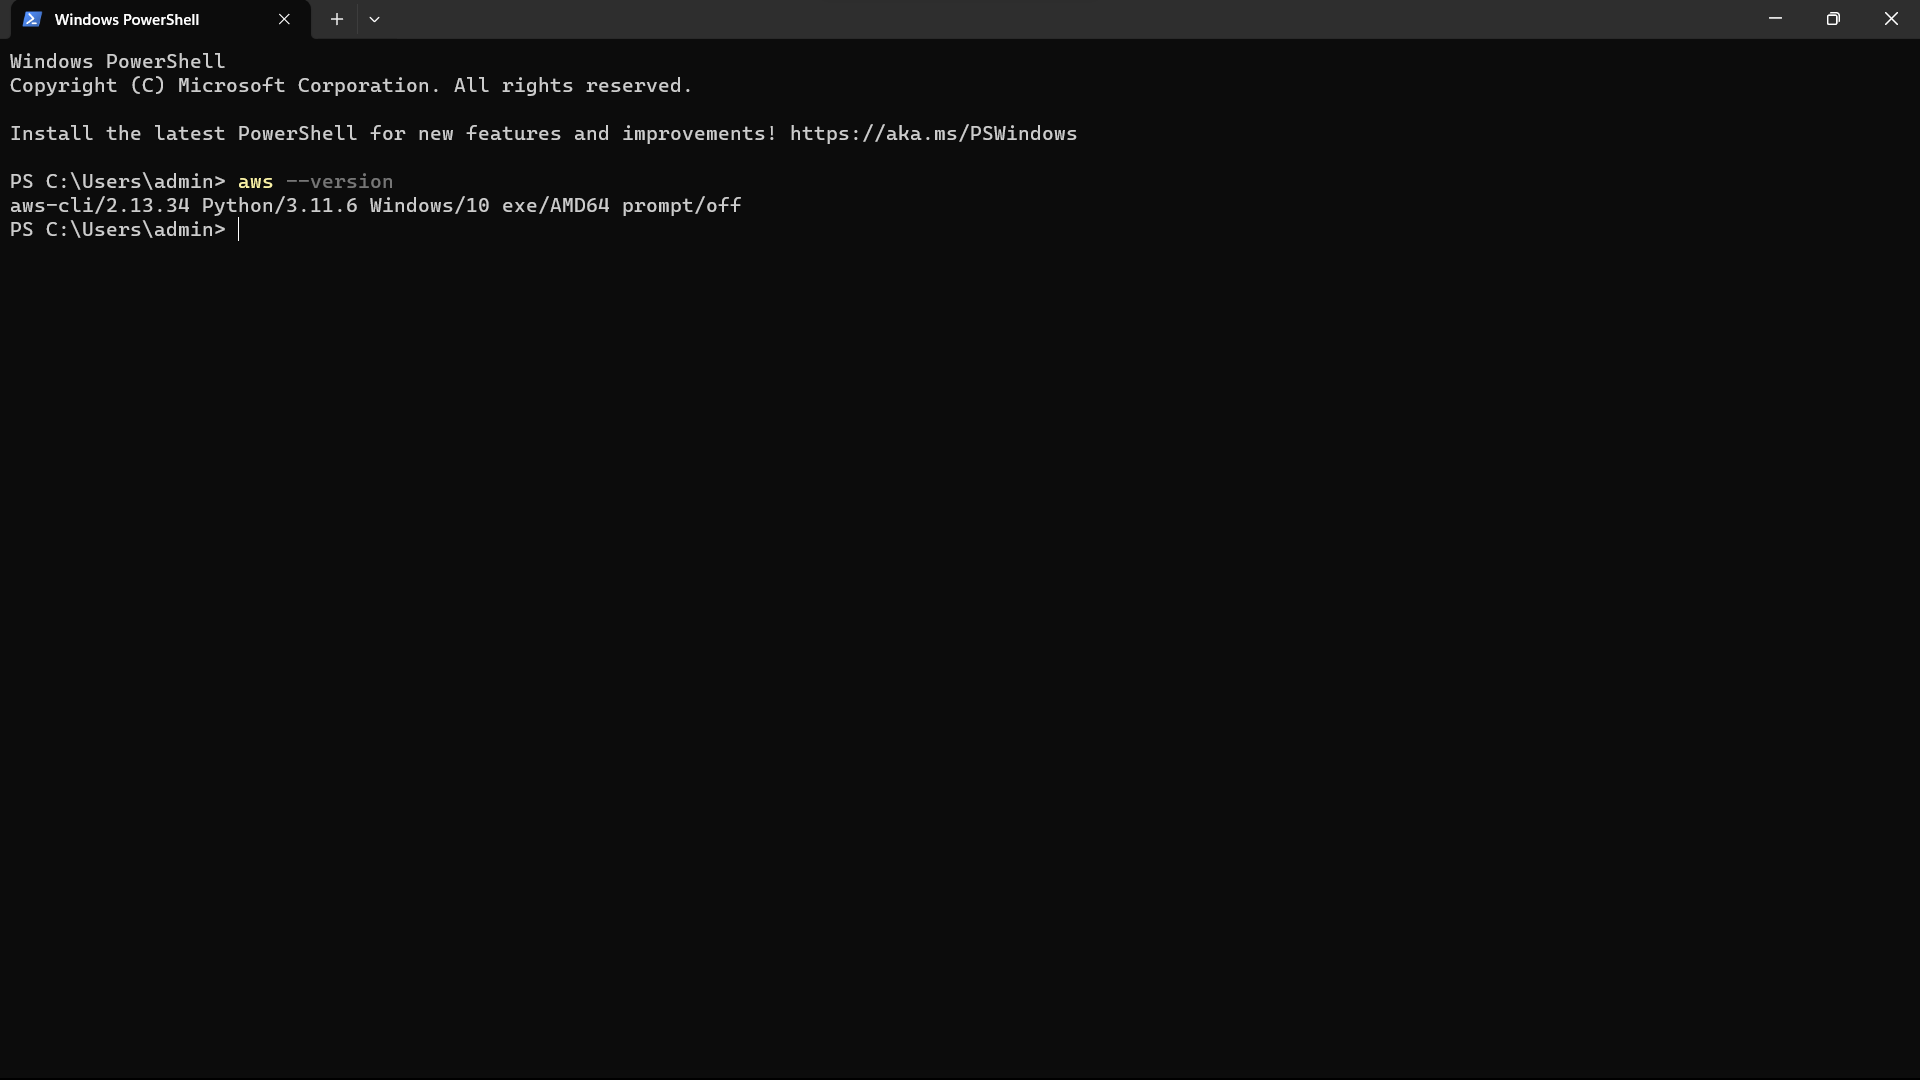 Windows PowerShell
Windows PowerShell
Copyright (C) Microsoft Corporation. All rights reserved.
Install the latest PowerShell for new features and improvements! https://aka.ms/PSWindows
PS C:\Users\admin> aws --version
aws-cli/2.13.34 Python/3.11.6 Windows/10 exe/AMD64 prompt/off
PS C:\Users\admin>